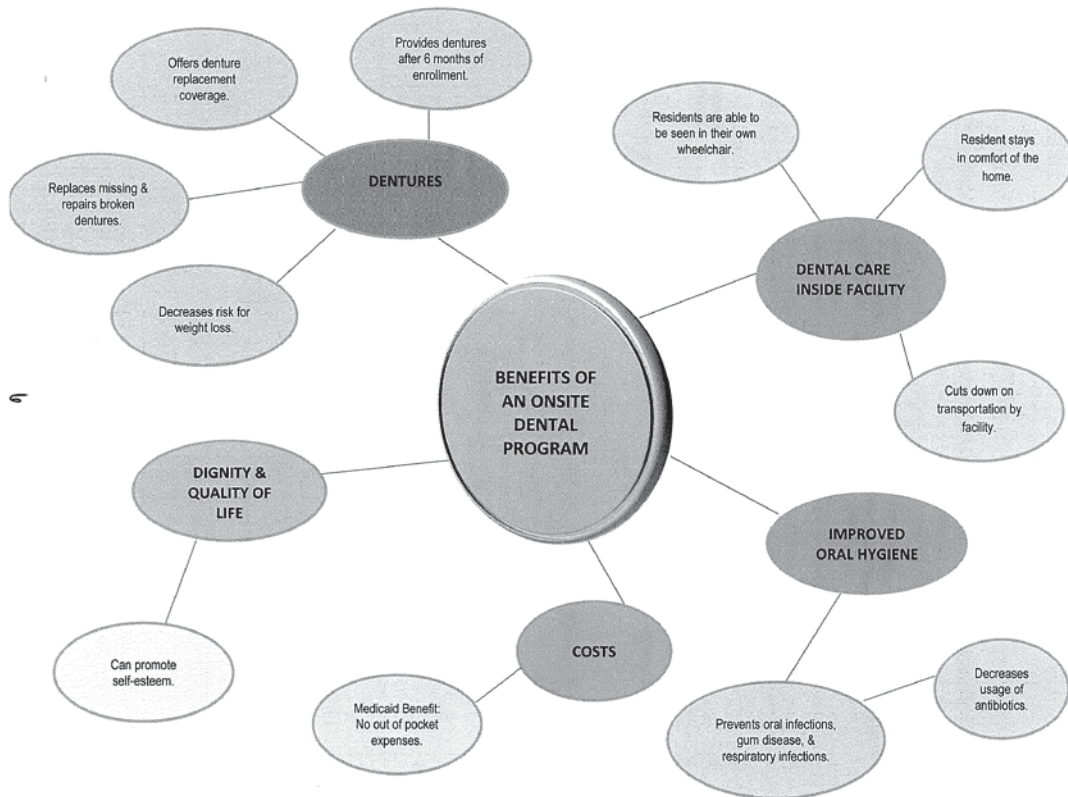 Offers denture
replacement
coverage.
Provides dentures
after 6 months of
enrollment.
Replaces missing &
repairs broken
dentures.
DENTURES
Decreases risk for
weight loss.
Residents are able to
be seen in their own
wheelchair.
Resident stays
in comfort of the
home.
DENTAL CARE
INSIDE FACILITY
Cuts down on
transportation by
facility.
BENEFITS OF
AN ONSITE
DENTAL
PROGRAM
DIGNITY &
QUALITY OF
LIFE
Can promote
self-esteem.
COSTS
Medicaid Benefit:
No out of pocket
expenses.
IMPROVED
ORAL HYGIENE
Prevents oral infections,
gum disease, &
respiratory infections.
Decreases
usage of
antibiotics.